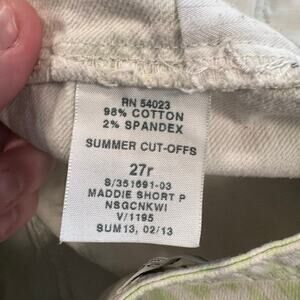 RN 54023
98% COTTON
2% SPANDEX
SUMMER CUT-OFFS
27r
S/351691-03
MADDIE SHORT P
NSGCNKWI
V/1195
SUM13, 02/13